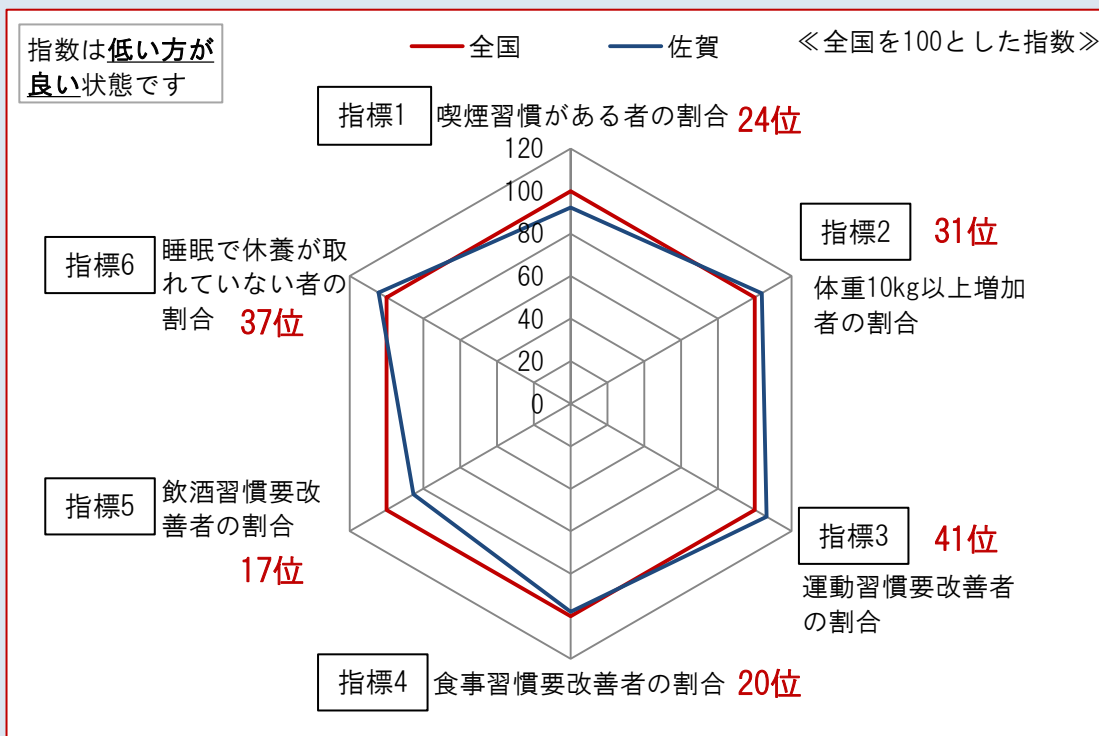 指数は低い方が
良い状態です
全国
佐賀
≪全国を100とした指数≫
指標1
喫煙習慣がある者の割合
24位
120
100
80
60
40
20
0
指標2
31位
体重10kg以上増加
者の割合
指標6
睡眠で休養が取
れていない者の
割合
37位
指標5
飲酒習慣要改
善者の割合
17位
指標3
41位
運動習慣要改善者
の割合
指標4
食事習慣要改善者の割合
20位